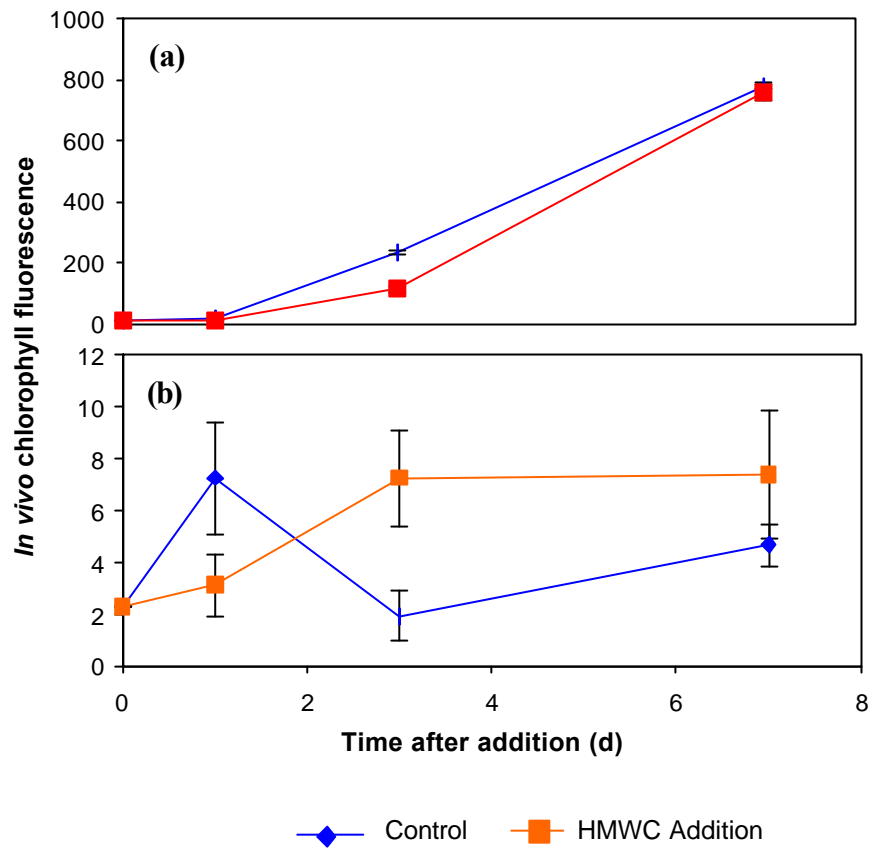 1000
(a)
800
600
400
200
0
In vivo chlorophyll fluorescence
12
(b)
10
8
6
4
2
0
0 2 4 6 8
Time after addition (d)
Control HMWC Addition